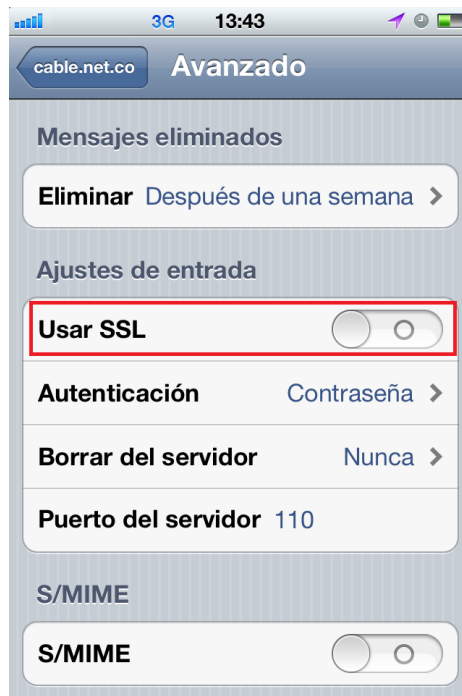 3G 13:43
cable.net.co Avanzado
Mensajes eliminados
Eliminar Después de una semana
Ajustes de entrada
Usar SSL
Autenticación Contraseña
Borrar del servidor Nunca
Puerto del servidor 110
S/MIME
S/MIME